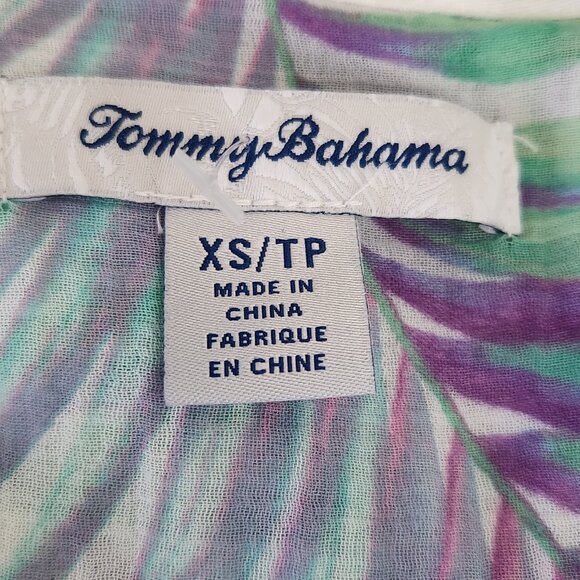 Tommy Bahama
XS/TP
MADE IN
CHINA
FABRIQUE
EN CHINE